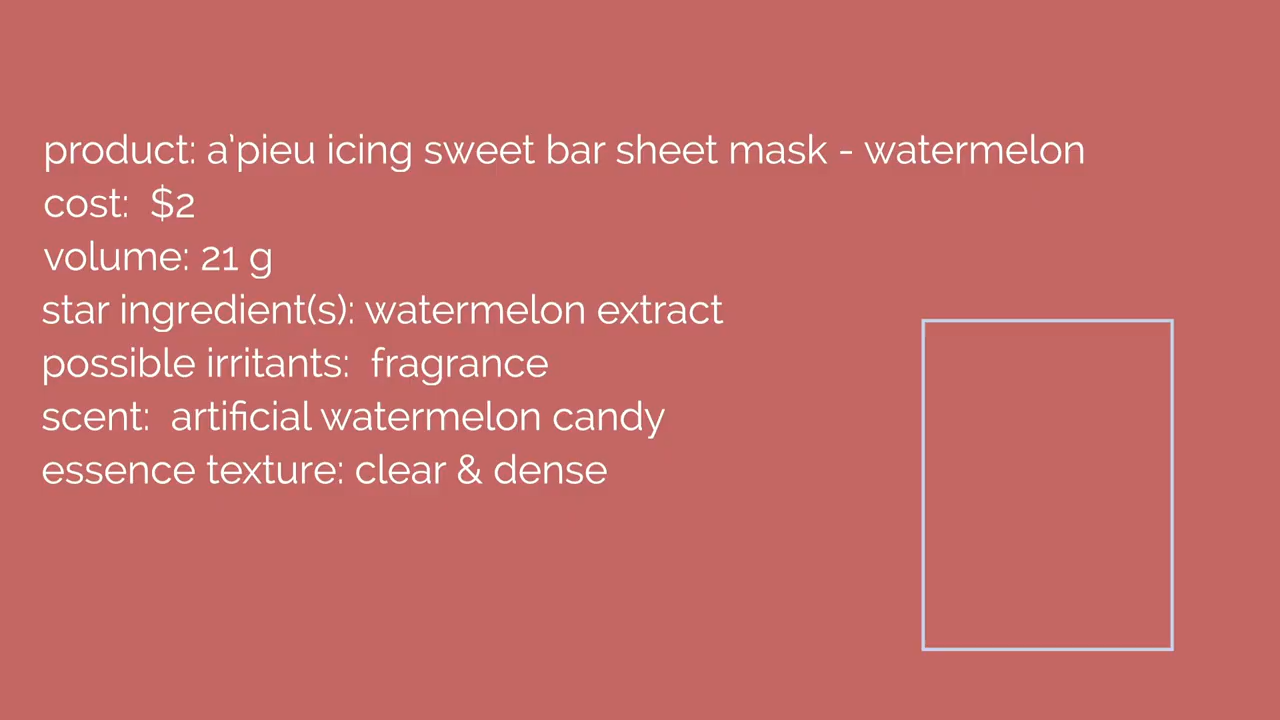 product: a'pieu icing sweet bar sheet mask - watermelon
cost:  $2
volume: 21 g
star ingredient(s): watermelon extract
possible irritants:  fragrance
scent:  artificial watermelon candy
essence texture: clear & dense